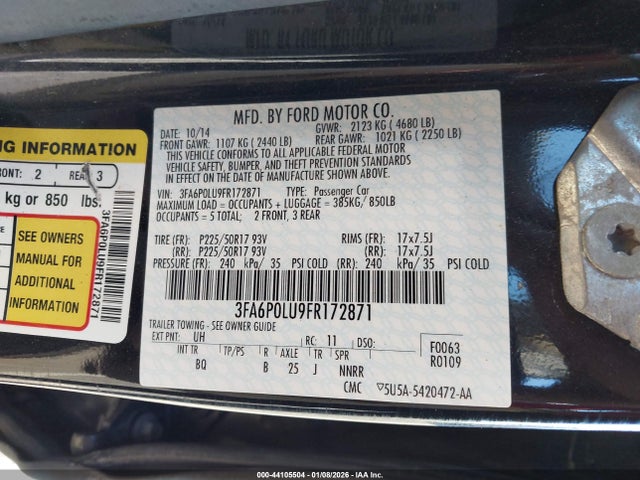 MFD. BY FORD MOTOR CO.
DATE: 10/14 GVWR: 2123 KG ( 4680 LB)
FRONT GAWR: 1107 KG ( 2440 LB) REAR GAWR: 1021 KG ( 2250 LB)
THIS VEHICLE CONFORMS TO ALL APPLICABLE FEDERAL MOTOR
VEHICLE SAFETY, BUMPER, AND THEFT PREVENTION STANDARDS IN
EFFECT ON THE DATE OF MANUFACTURE SHOWN ABOVE.
VIN: 3FA6P0LU9FR172871 TYPE: Passenger Car
MAXIMUM LOAD = OCCUPANTS + LUGGAGE = 385KG/ 850LB
OCCUPANTS = 5 TOTAL; 2 FRONT, 3 REAR
TIRE (FR): P225/50R17 93V RIMS (FR): 17x7.5J
(RR): P225/50R17 93V (RR): 17x7.5J
PRESSURE (FR): 240 kPa/ 35 PSI COLD (RR): 240 kPa/ 35 PSI COLD
3FA6P0LU9FR172871
TRAILER TOWING - SEE OWNER GUIDE
EXT PNT: UH RC: 11 DSO: F0063
R0109
INT TR TP/PS R AXLE TR SPR
BQ B 25 J NNRR
CMC ▽5U5A-5420472-AA
NG INFORMATION
RONT: 2 REAR 3
kg or 850 lbs.
SEE OWNERS
MANUAL FOR
ADDITIONAL
INFORMATION
3FA6P0LU9FR172871
000-44105504 | 01/08/2026 - IAA Inc.